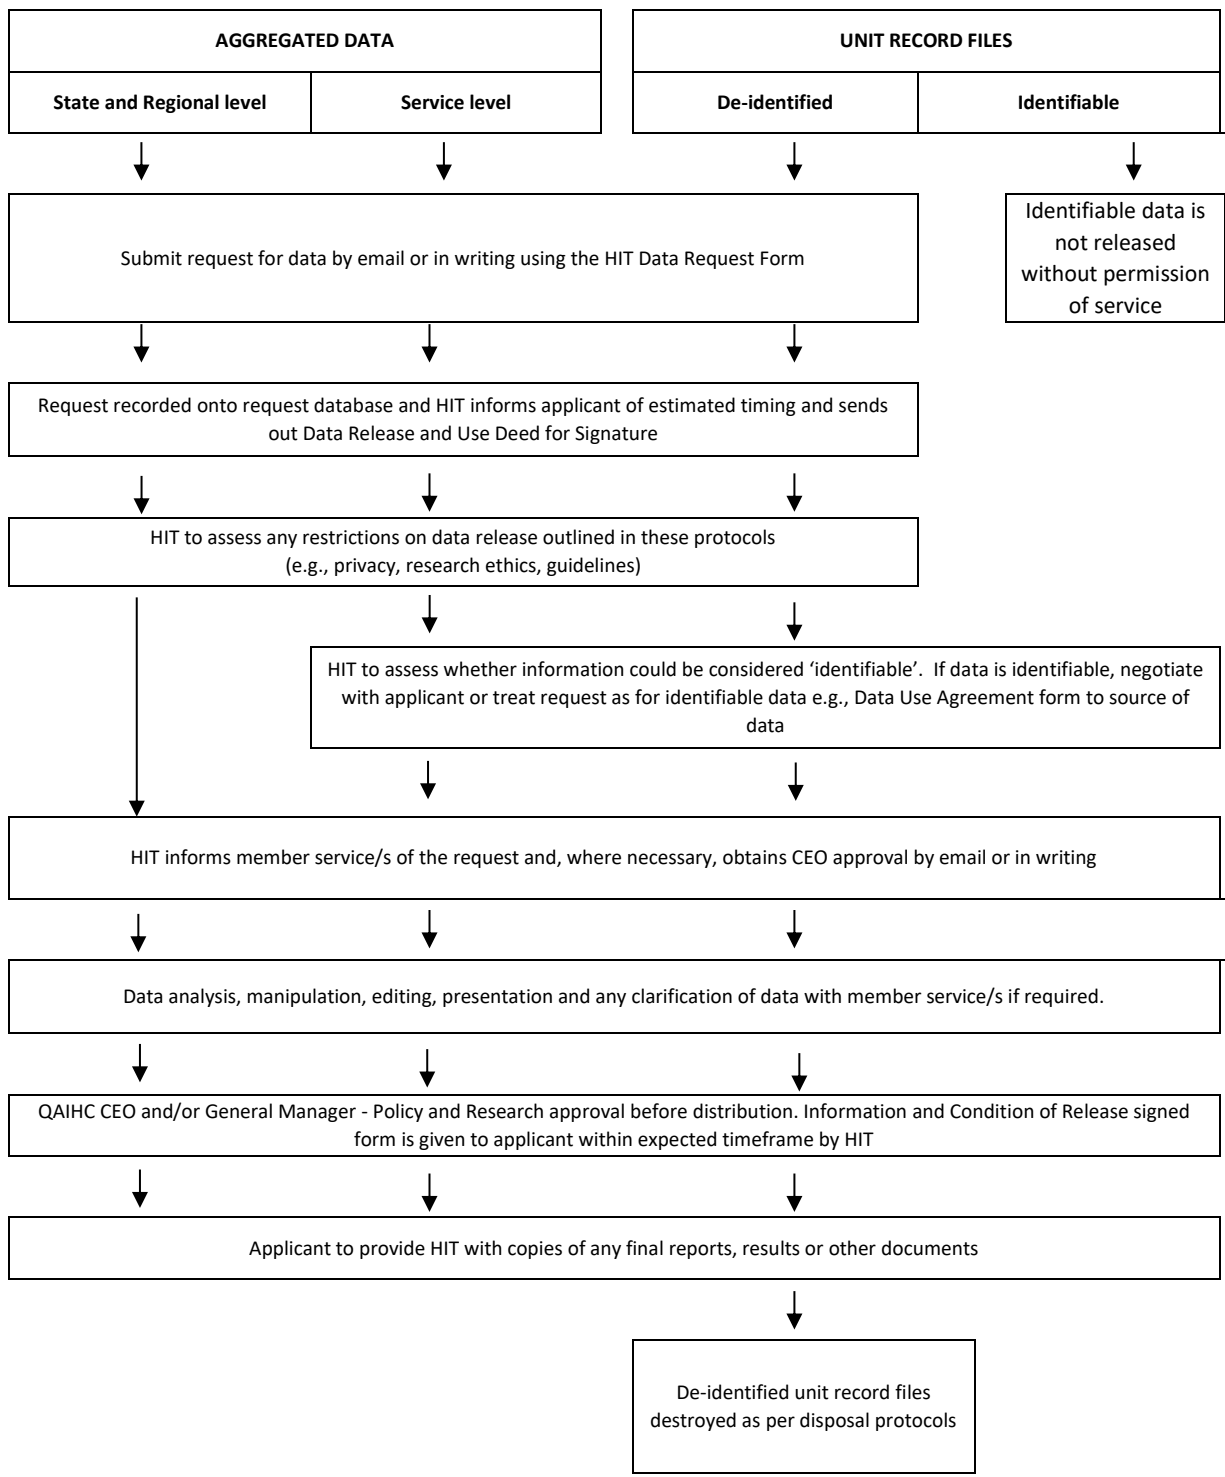 AGGREGATED DATA
UNIT RECORD FILES
State and Regional level
Service level
De-identified
Identifiable
Submit request for data by email or in writing using the HIT Data Request Form
Identifiable data is
not released
without permission
of service
Request recorded onto request database and HIT informs applicant of estimated timing and sends
out Data Release and Use Deed for Signature
HIT to assess any restrictions on data release outlined in these protocols
(e.g., privacy, research ethics, guidelines)
HIT to assess whether information could be considered ‘identifiable’.  If data is identifiable, negotiate
with applicant or treat request as for identifiable data e.g., Data Use Agreement form to source of
data
HIT informs member service/s of the request and, where necessary, obtains CEO approval by email or in writing
Data analysis, manipulation, editing, presentation and any clarification of data with member service/s if required.
QAIHC CEO and/or General Manager - Policy and Research approval before distribution. Information and Condition of Release signed
form is given to applicant within expected timeframe by HIT
Applicant to provide HIT with copies of any final reports, results or other documents
De-identified unit record files
destroyed as per disposal protocols